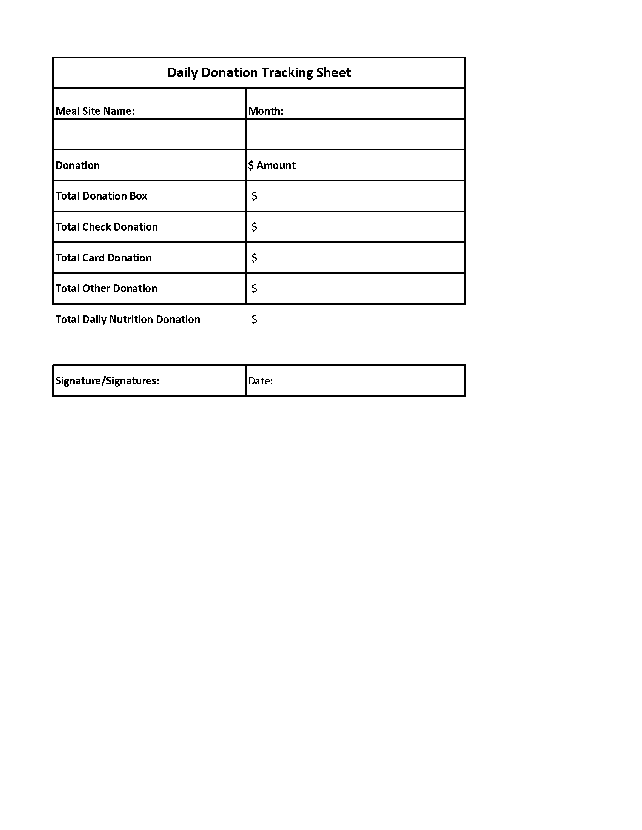 Daily Donation Tracking Sheet
Meal Site Name: Month:
Donation $ Amount
Total Donation Box $
Total Check Donation $
Total Card Donation $
Total Other Donation $
Total Daily Nutrition Donation $
Signature/Signatures: Date: